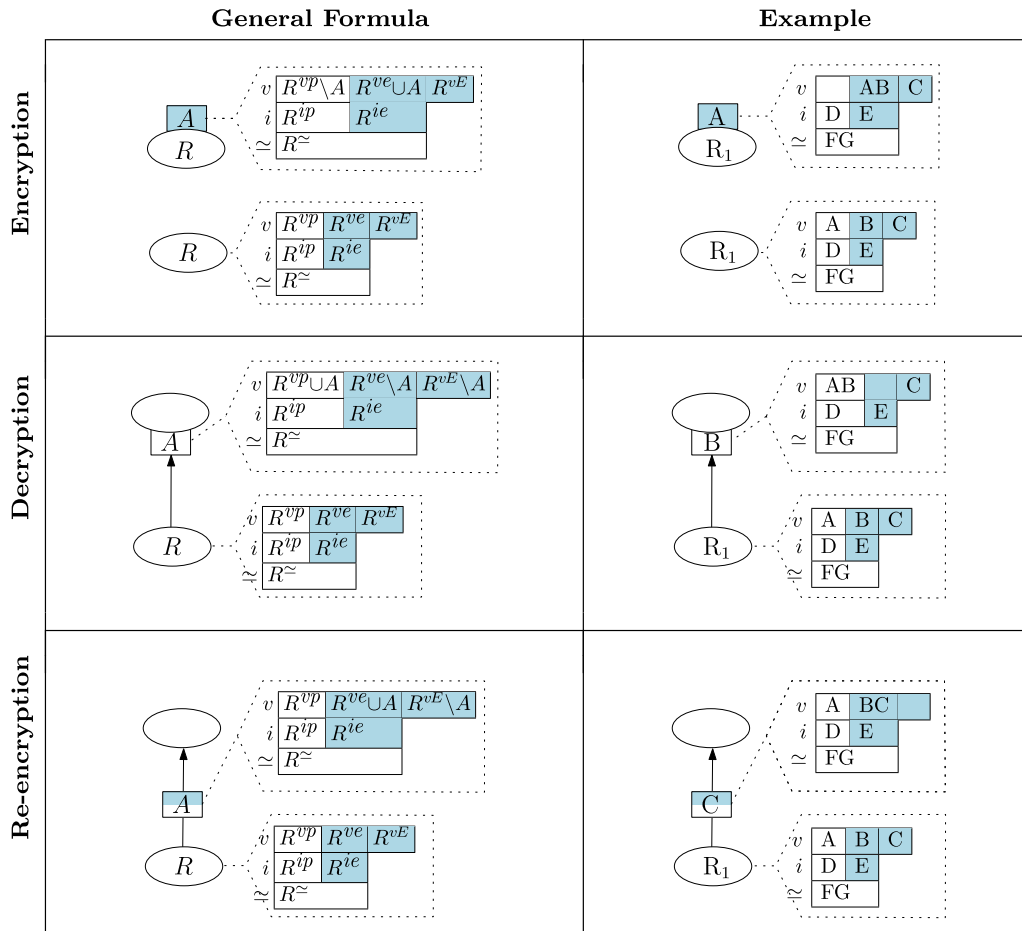 General Formula Example
Encryption
v R^{vp}\A R^{ve}∪A R^{vE}
A i R^{ip} R^{ie}
R ≃ R^≃
v AB C
A i D E
R₁ ≃ FG
v R^{vp} R^{ve} R^{vE}
R i R^{ip} R^{ie}
≃ R^≃
v A B C
R₁ i D E
≃ FG
Decryption
v R^{vp}∪A R^{ve}\A R^{vE}\A
i R^{ip} R^{ie}
A ≃ R^≃
v AB C
i D E
B ≃ FG
v R^{vp} R^{ve} R^{vE}
R i R^{ip} R^{ie}
≃ R^≃
v A B C
R₁ i D E
≃ FG
Re-encryption
v R^{vp} R^{ve}∪A R^{vE}\A
i R^{ip} R^{ie}
≃ R^≃
A
v A BC
i D E
≃ FG
C
v R^{vp} R^{ve} R^{vE}
R i R^{ip} R^{ie}
≃ R^≃
v A B C
R₁ i D E
≃ FG